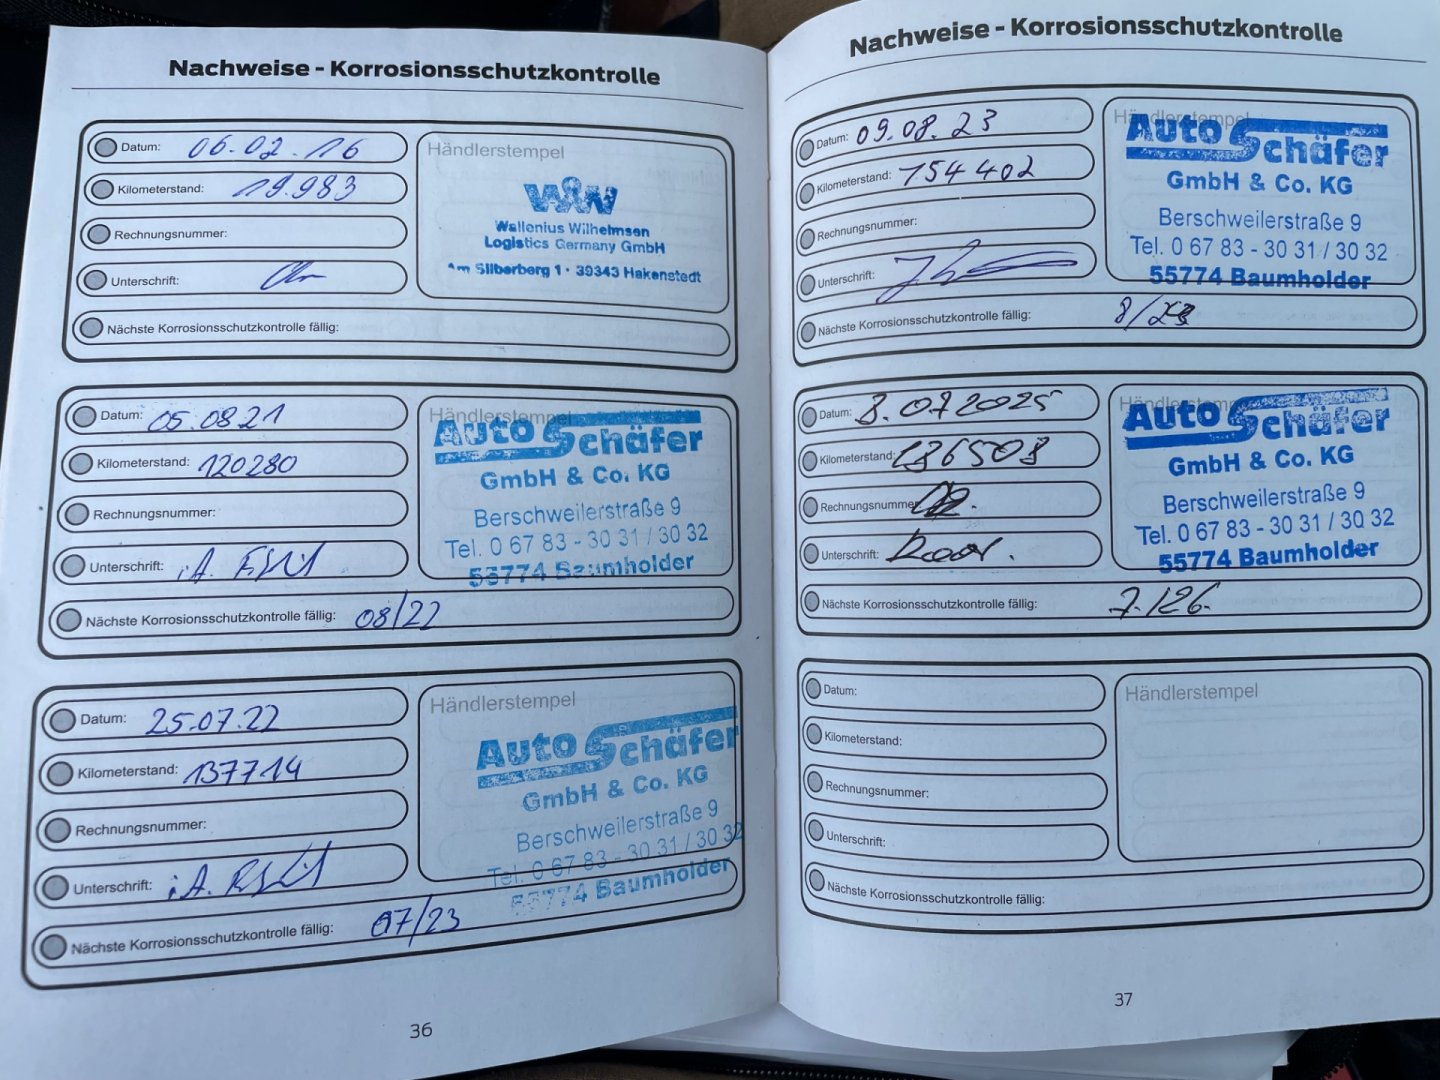 Nachweise - Korrosionsschutzkontrolle
Datum: 06.02.16
Kilometerstand: 19.983
Rechnungsnummer:
Unterschrift:
Nächste Korrosionsschutzkontrolle fällig:
Händlerstempel
WW
Wallenius Wilhelmsen
Logistics Germany GmbH
Am Silberberg 1 · 39343 Hakenstedt
Datum: 05.08.21
Kilometerstand: 120280
Rechnungsnummer:
Unterschrift: i.A.
Nächste Korrosionsschutzkontrolle fällig: 08/22
Händlerstempel
Auto Schäfer
GmbH & Co. KG
Berschweilerstraße 9
Tel. 0 67 83 - 30 31 / 30 32
55774 Baumholder
Datum: 25.07.22
Kilometerstand: 137714
Rechnungsnummer:
Unterschrift: i.A.
Nächste Korrosionsschutzkontrolle fällig: 07/23
Händlerstempel
Auto Schäfer
GmbH & Co. KG
Berschweilerstraße 9
Tel. 0 67 83 - 30 31 / 30 32
55774 Baumholder
36
Nachweise - Korrosionsschutzkontrolle
Datum: 09.08.23
Kilometerstand: 154402
Rechnungsnummer:
Unterschrift:
Nächste Korrosionsschutzkontrolle fällig: 8/
Händlerstempel
Auto Schäfer
GmbH & Co. KG
Berschweilerstraße 9
Tel. 0 67 83 - 30 31 / 30 32
55774 Baumholder
Datum: 8.07.2025
Kilometerstand: 186508
Rechnungsnummer
Unterschrift:
Nächste Korrosionsschutzkontrolle fällig: 7./26.
Händlerstempel
Auto Schäfer
GmbH & Co. KG
Berschweilerstraße 9
Tel. 0 67 83 - 30 31 / 30 32
55774 Baumholder
Datum:
Kilometerstand:
Rechnungsnummer:
Unterschrift:
Nächste Korrosionsschutzkontrolle fällig:
Händlerstempel
37